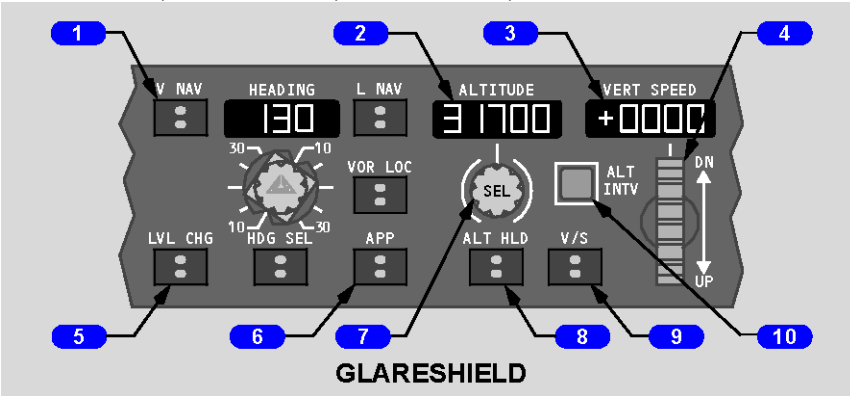 1 2 3 4
V NAV HEADING L NAV ALTITUDE VERT SPEED
130 31700 +0000
30 10 DN
VOR LOC SEL ALT
INTV
10 30
LVL CHG HDG SEL APP ALT HLD V/S UP
5 6 7 8 9 10
GLARESHIELD